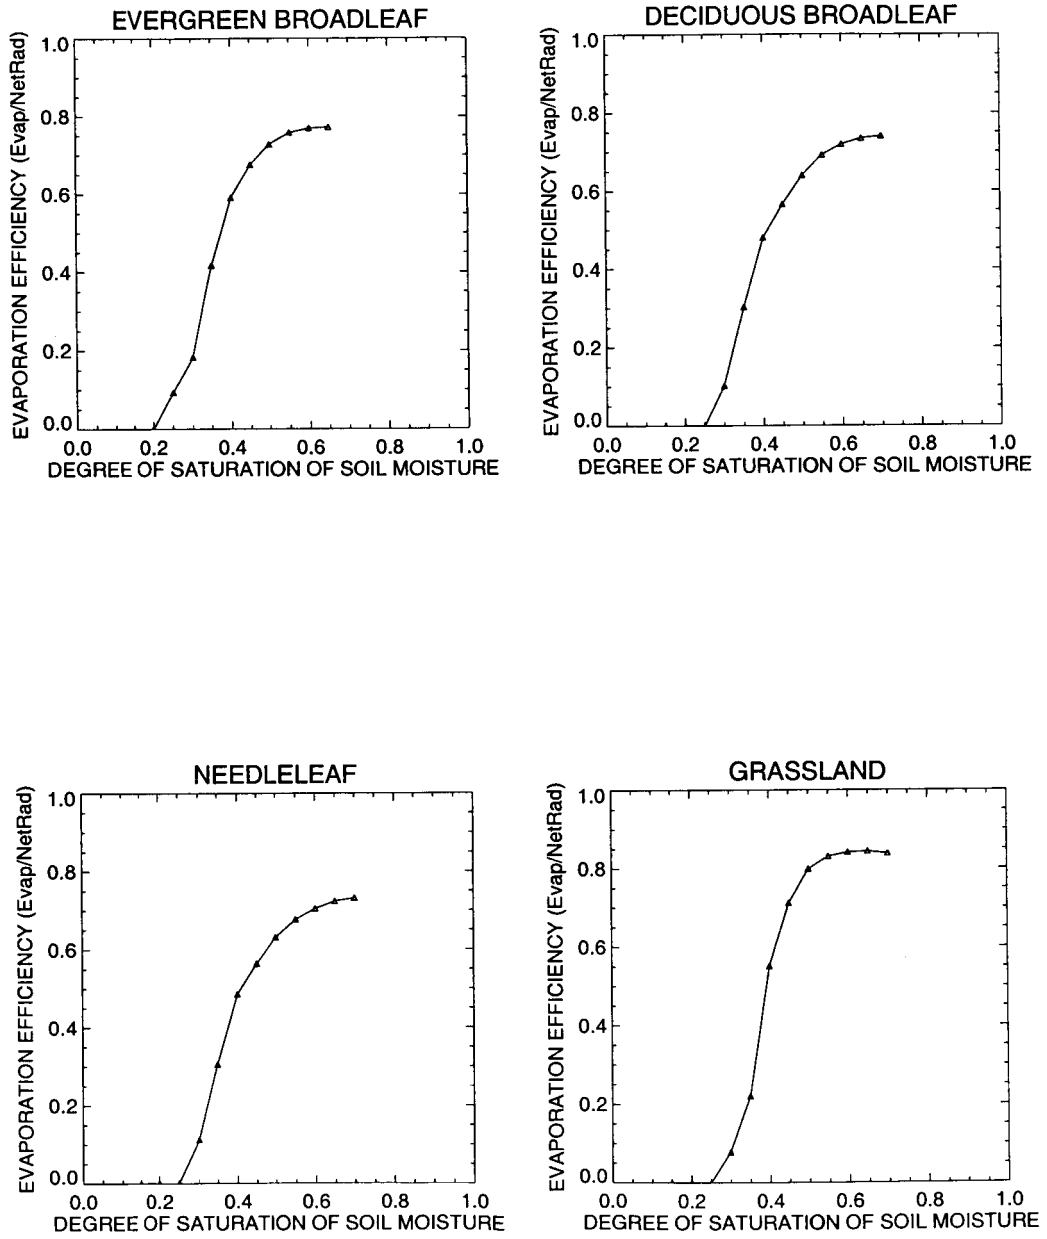 EVERGREEN BROADLEAF
EVAPORATION EFFICIENCY (Evap/NetRad)
1.0
0.8
0.6
0.4
0.2
0.0
0.0 0.2 0.4 0.6 0.8 1.0
DEGREE OF SATURATION OF SOIL MOISTURE
DECIDUOUS BROADLEAF
EVAPORATION EFFICIENCY (Evap/NetRad)
1.0
0.8
0.6
0.4
0.2
0.0
0.0 0.2 0.4 0.6 0.8 1.0
DEGREE OF SATURATION OF SOIL MOISTURE
NEEDLELEAF
EVAPORATION EFFICIENCY (Evap/NetRad)
1.0
0.8
0.6
0.4
0.2
0.0
0.0 0.2 0.4 0.6 0.8 1.0
DEGREE OF SATURATION OF SOIL MOISTURE
GRASSLAND
EVAPORATION EFFICIENCY (Evap/NetRad)
1.0
0.8
0.6
0.4
0.2
0.0
0.0 0.2 0.4 0.6 0.8 1.0
DEGREE OF SATURATION OF SOIL MOISTURE